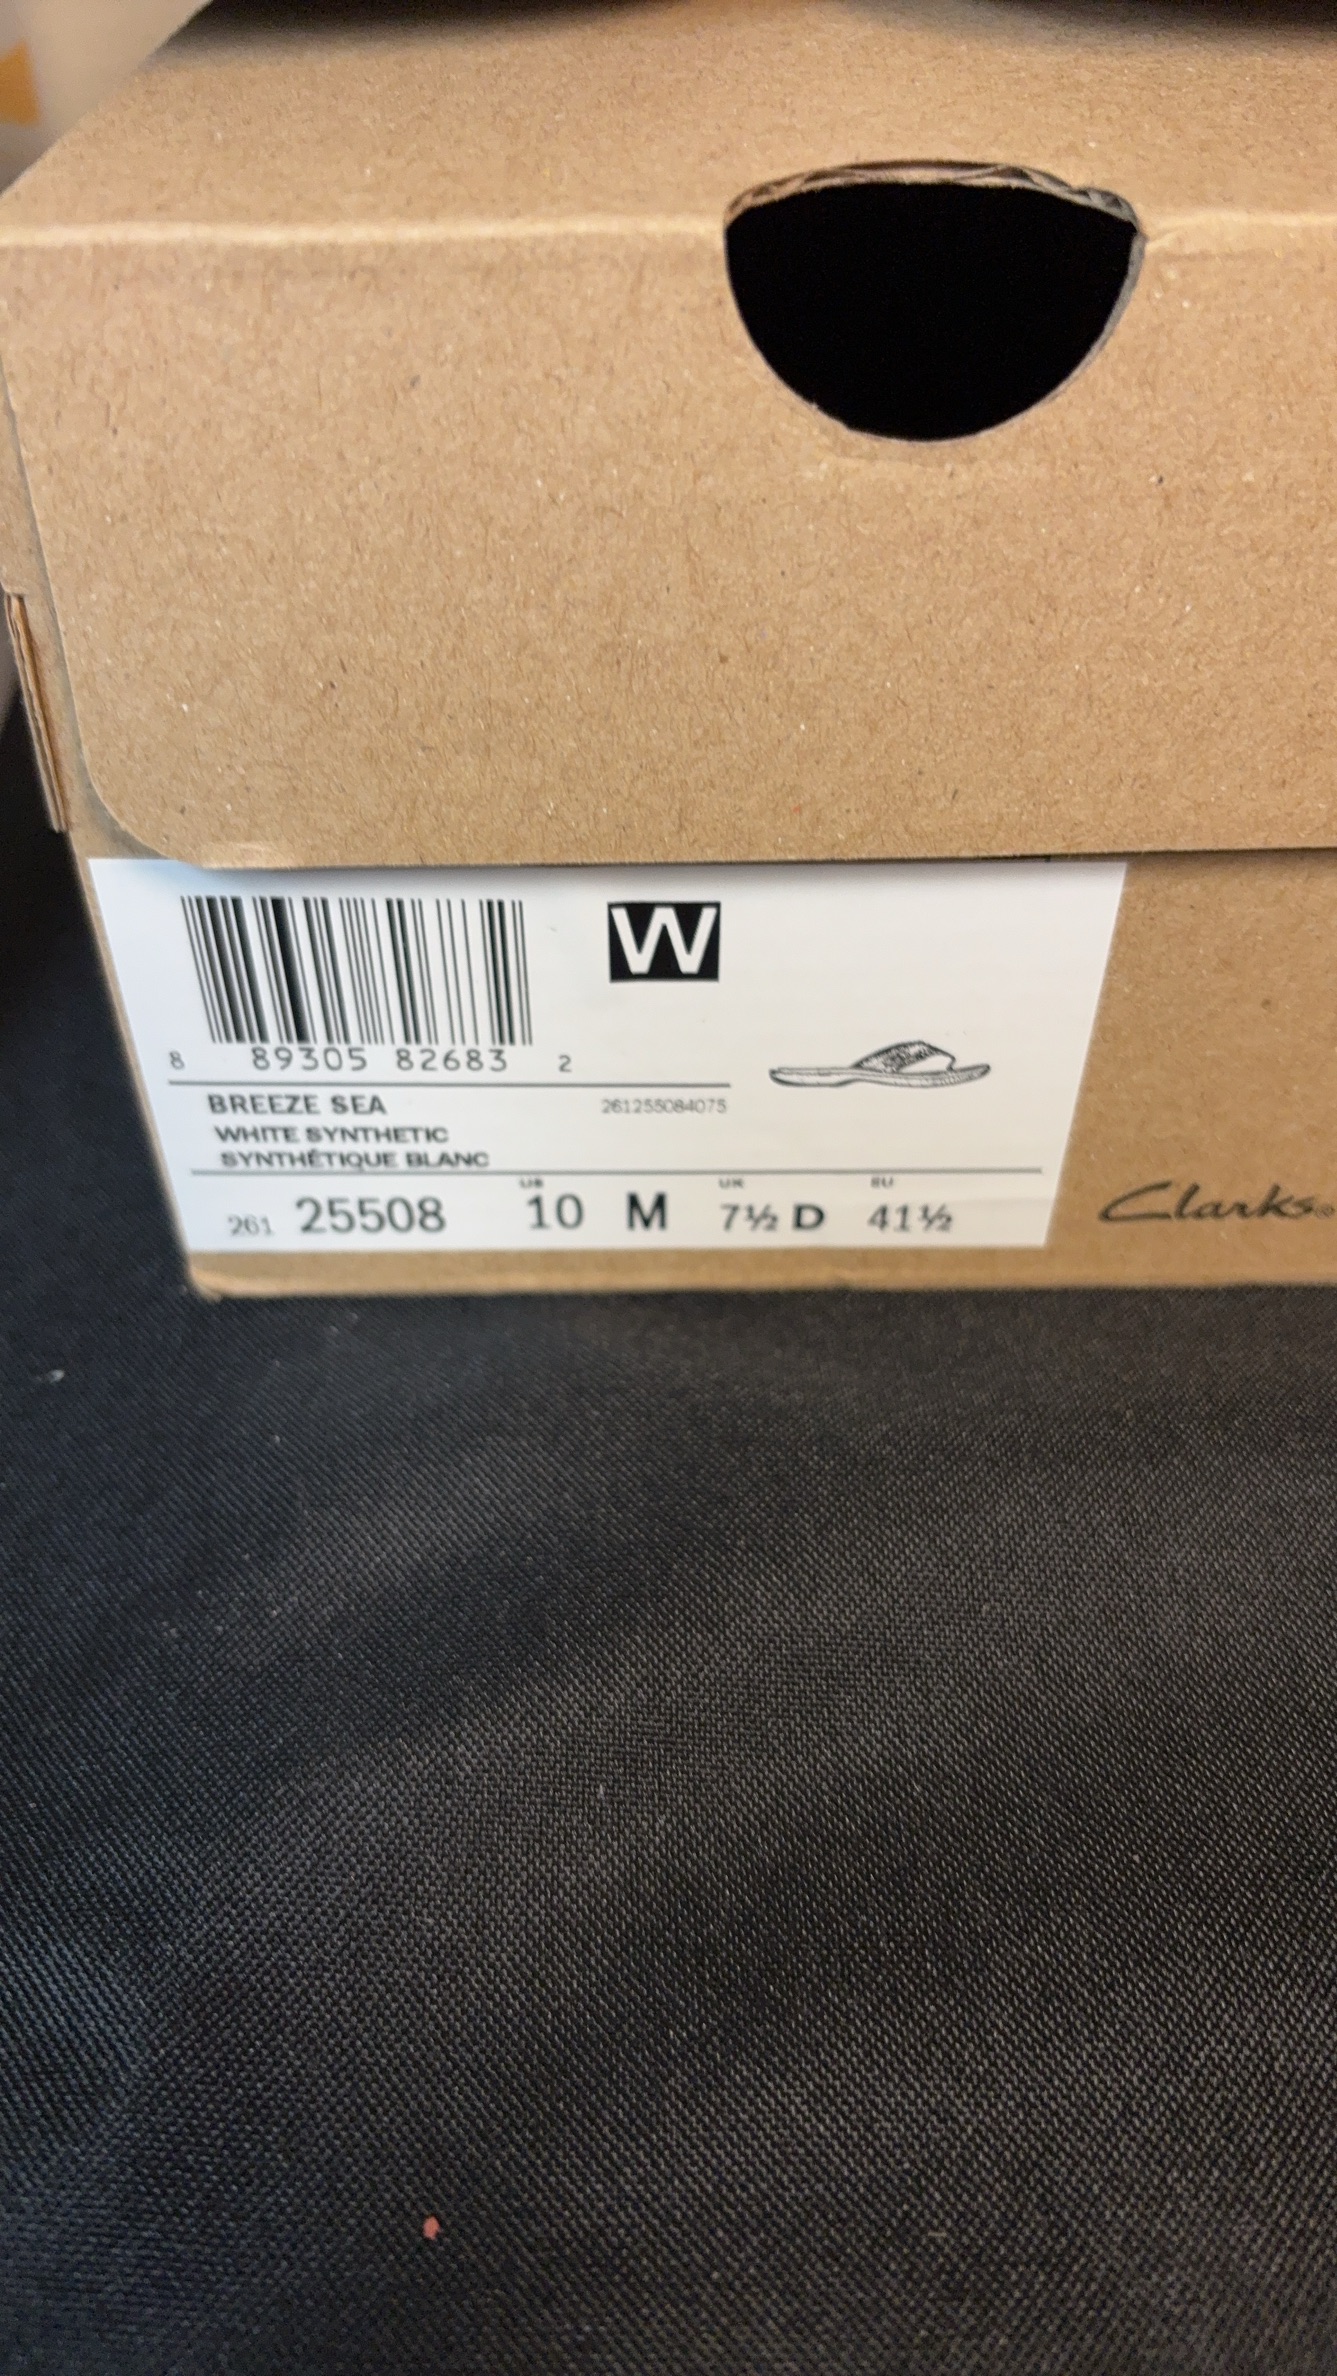 W
8 89305 82683 2
BREEZE SEA 261255084075
WHITE SYNTHETIC
SYNTHÉTIQUE BLANC
US UK EU
261 25508 10 M 7½ D 41½
Clarks®